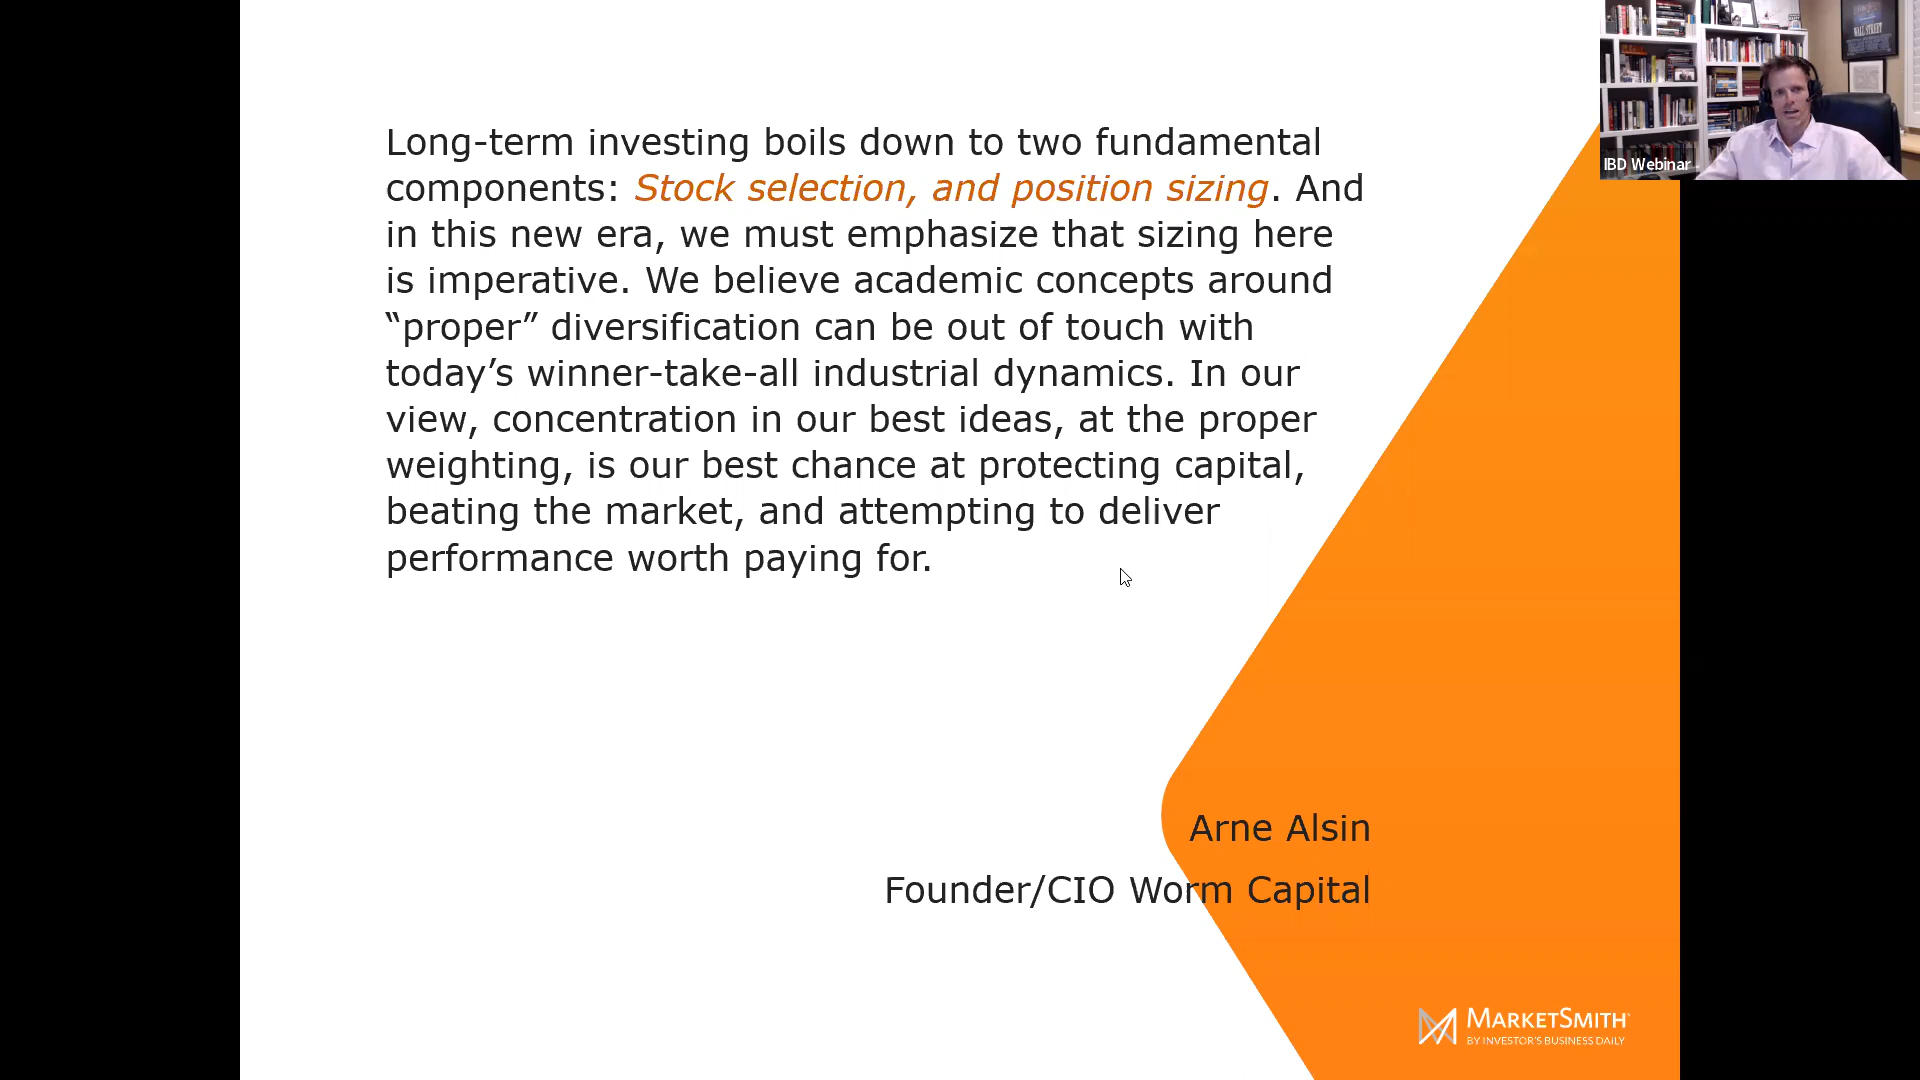 Long-term investing boils down to two fundamental
components: Stock selection, and position sizing. And
in this new era, we must emphasize that sizing here
is imperative. We believe academic concepts around
“proper” diversification can be out of touch with
today’s winner-take-all industrial dynamics. In our
view, concentration in our best ideas, at the proper
weighting, is our best chance at protecting capital,
beating the market, and attempting to deliver
performance worth paying for.
Arne Alsin
Founder/CIO Worm Capital
MARKETSMITH
BY INVESTOR'S BUSINESS DAILY
WALL STREET
IBD Webinar